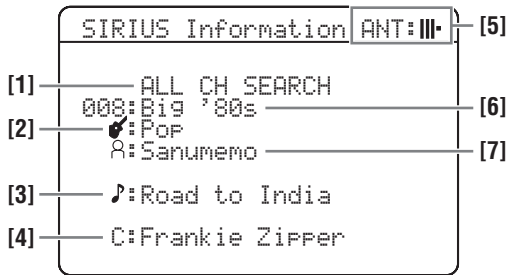 SIRIUS Information ANT: [5]
[1] ALL CH SEARCH
008:Big '80s [6]
[2] :Pop
:Sanumemo [7]
[3] ♪:Road to India
[4] C:Frankie Zipper